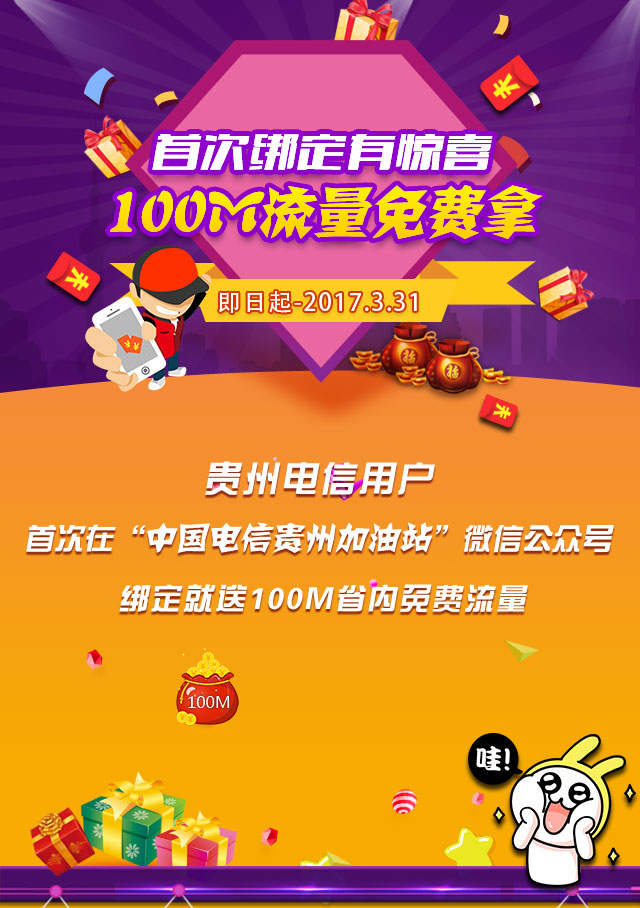 首次绑定有惊喜
100M流量免费拿
即日起-2017.3.31
贵州电信用户
首次在“中国电信贵州加油站”微信公众号
绑定就送100M省内免费流量
100M
哇!